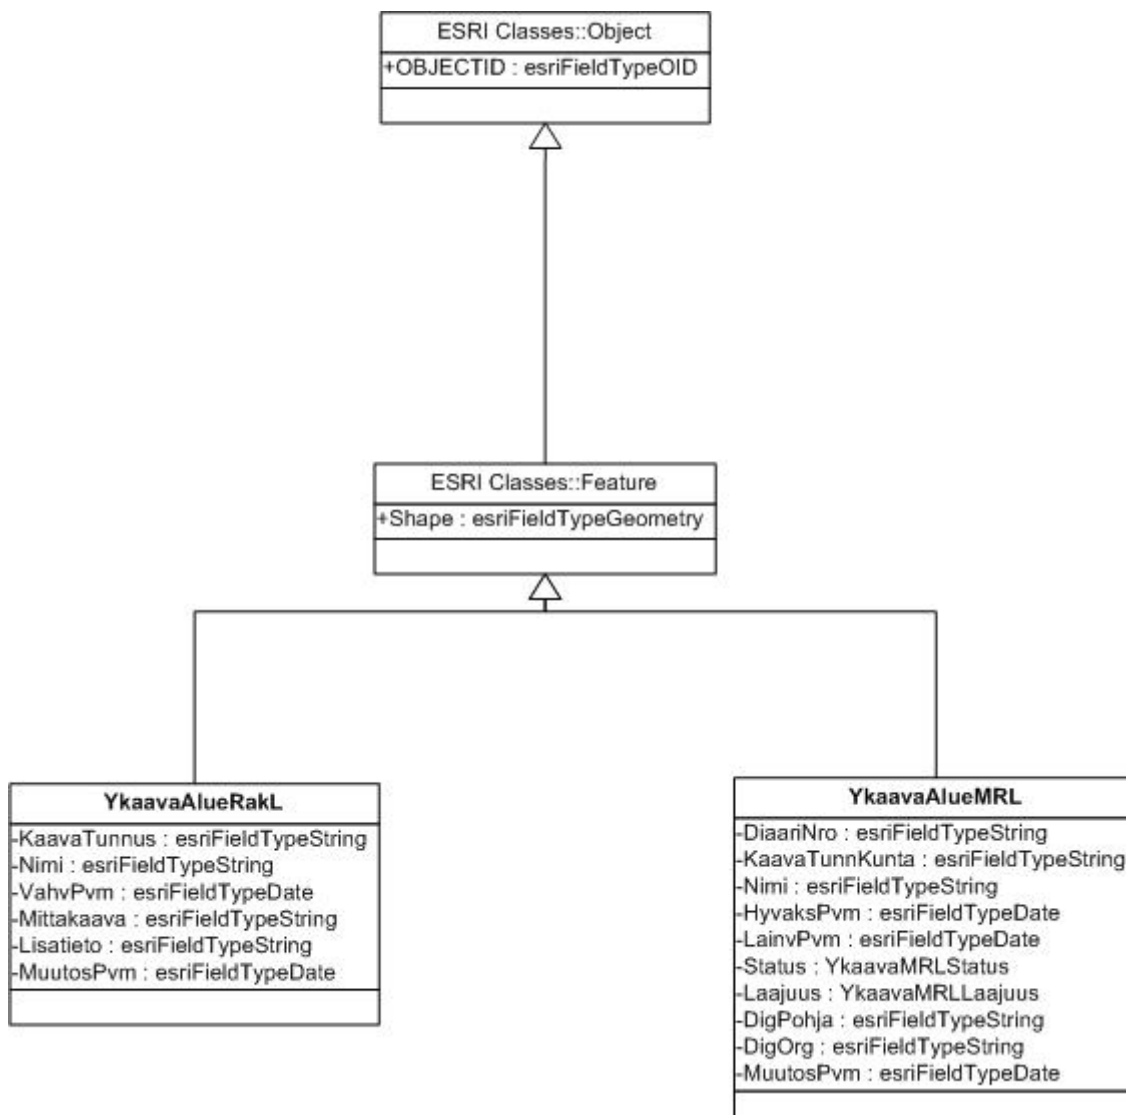 ESRI Classes::Object
+OBJECTID : esriFieldTypeOID
ESRI Classes::Feature
+Shape : esriFieldTypeGeometry
YkaavaAlueRakL
-KaavaTunnus : esriFieldTypeString
-Nimi : esriFieldTypeString
-VahvPvm : esriFieldTypeDate
-Mittakaava : esriFieldTypeString
-Lisatieto : esriFieldTypeString
-MuutosPvm : esriFieldTypeDate
YkaavaAlueMRL
-DiaariNro : esriFieldTypeString
-KaavaTunnKunta : esriFieldTypeString
-Nimi : esriFieldTypeString
-HyvaksPvm : esriFieldTypeDate
-LainvPvm : esriFieldTypeDate
-Status : YkaavaMRLStatus
-Laajuus : YkaavaMRLLaajuus
-DigPohja : esriFieldTypeString
-DigOrg : esriFieldTypeString
-MuutosPvm : esriFieldTypeDate